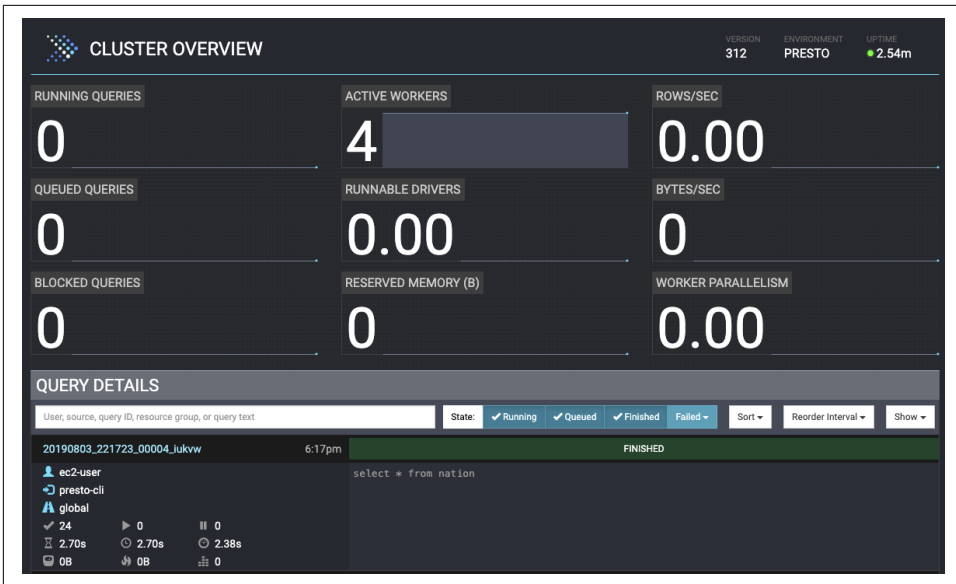 CLUSTER OVERVIEW
VERSION ENVIRONMENT UPTIME
312 PRESTO 2.54m
RUNNING QUERIES ACTIVE WORKERS ROWS/SEC
0 4 0.00
QUEUED QUERIES RUNNABLE DRIVERS BYTES/SEC
0 0.00 0
BLOCKED QUERIES RESERVED MEMORY (B) WORKER PARALLELISM
0 0 0.00
QUERY DETAILS
User, source, query ID, resource group, or query text State: Running Queued Finished Failed Sort Reorder Interval Show
20190803_221723_00004_iukvw 6:17pm FINISHED
ec2-user select * from nation
presto-cli
global
24 0 0
2.70s 2.70s 2.38s
0B 0B 0